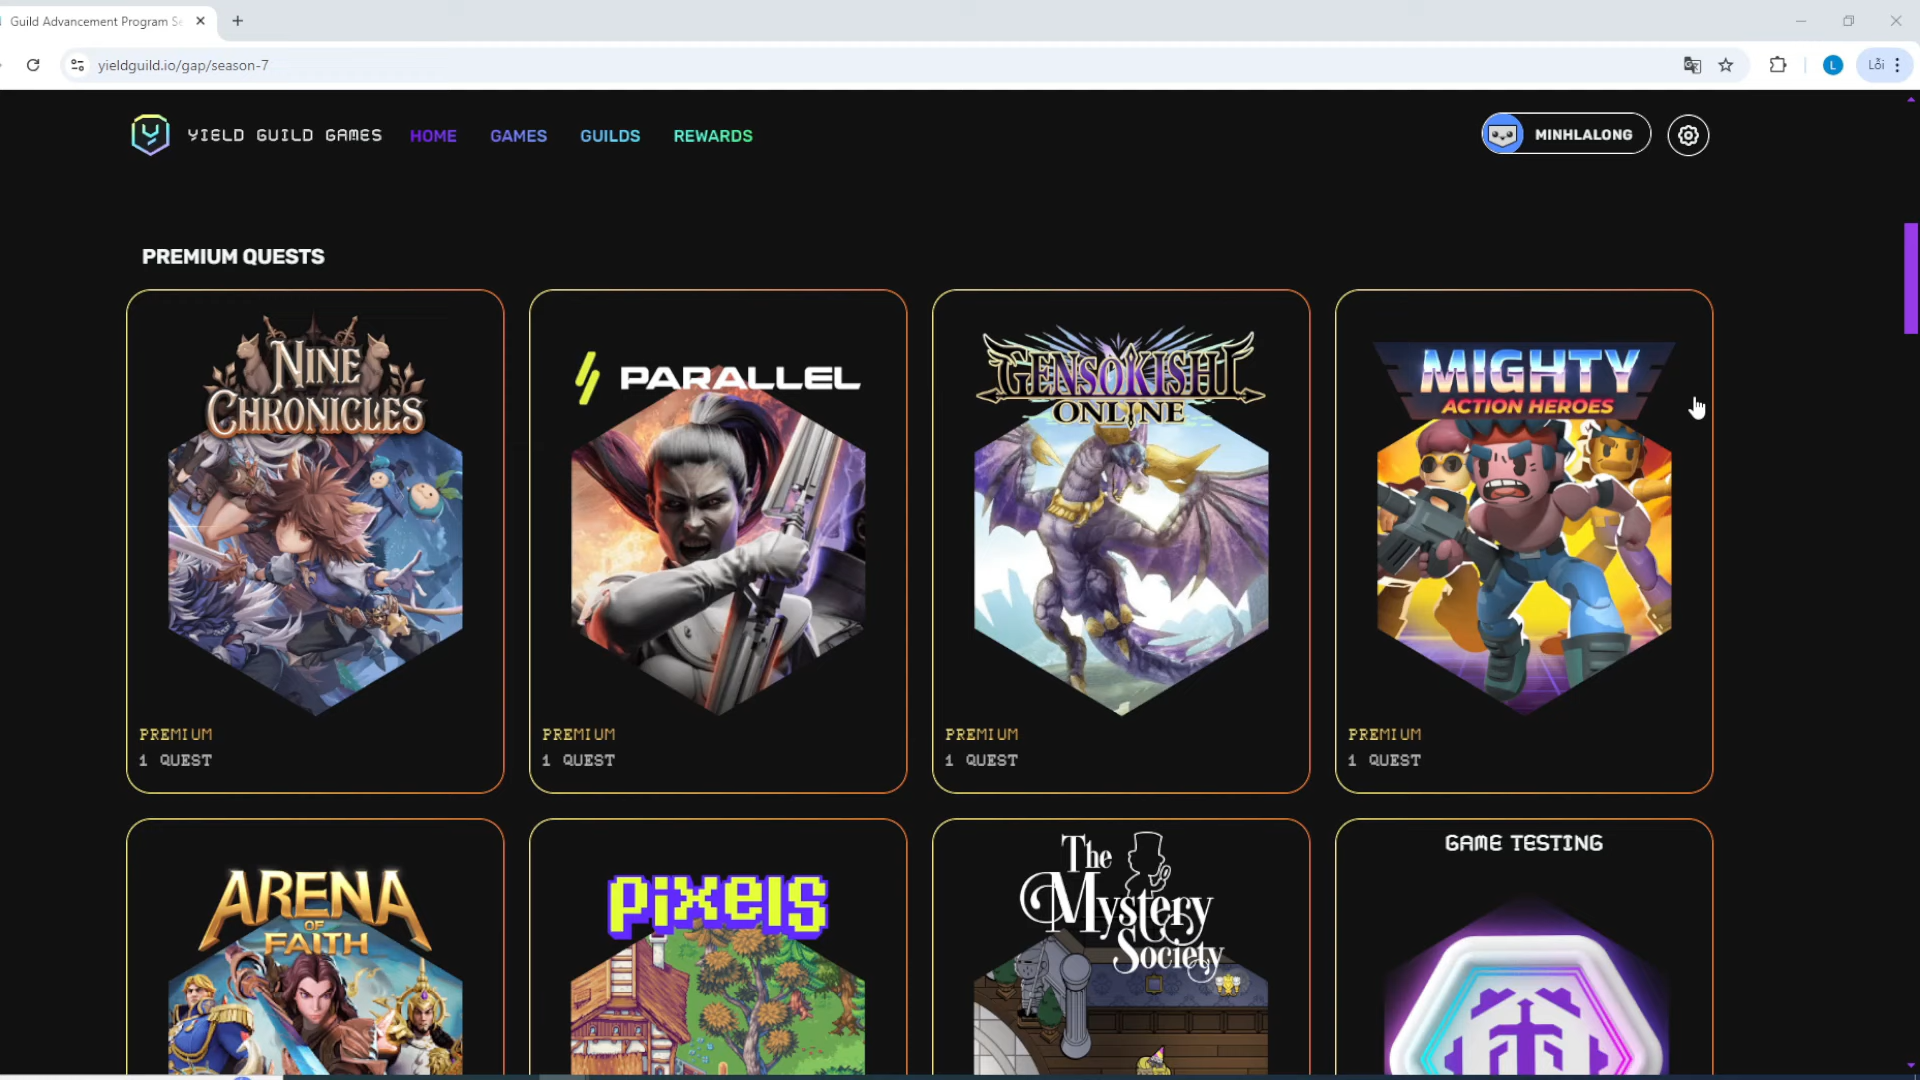 Guild Advancement Program Se
yieldguild.io/gap/season-7
L
Lỗi
YIELD GUILD GAMES
HOME
GAMES
GUILDS
REWARDS
MINHLALONG
PREMIUM QUESTS
NINE
CHRONICLES
PREMIUM
1 QUEST
PARALLEL
PREMIUM
1 QUEST
GENSOKISHI
ONLINE
PREMIUM
1 QUEST
MIGHTY
ACTION HEROES
PREMIUM
1 QUEST
ARENA
OF
FAITH
pixels
The
Mystery
Society
GAME TESTING